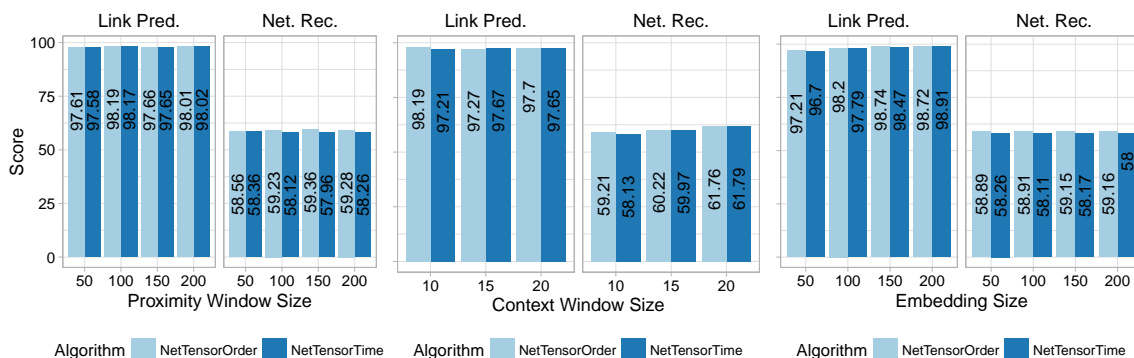 Link Pred. Net. Rec. Link Pred. Net. Rec. Link Pred. Net. Rec.
Score
100
75
50
25
0
97.61 97.58 98.19 98.17 97.66 97.65 98.01 98.02
58.56 58.36 59.23 58.12 59.36 57.96 59.28 58.26
98.19 97.21 97.27 97.67 97.7 97.65
59.21 58.13 60.22 59.97 61.76 61.79
97.21 96.7 98.2 97.79 98.74 98.47 98.72 98.91
58.89 58.26 58.91 58.11 59.15 58.17 59.16 58
50 100 150 200 50 100 150 200 10 15 20 10 15 20 50 100 150 200 50 100 150 200
Proximity Window Size Context Window Size Embedding Size
Algorithm NetTensorOrder NetTensorTime Algorithm NetTensorOrder NetTensorTime Algorithm NetTensorOrder NetTensorTime